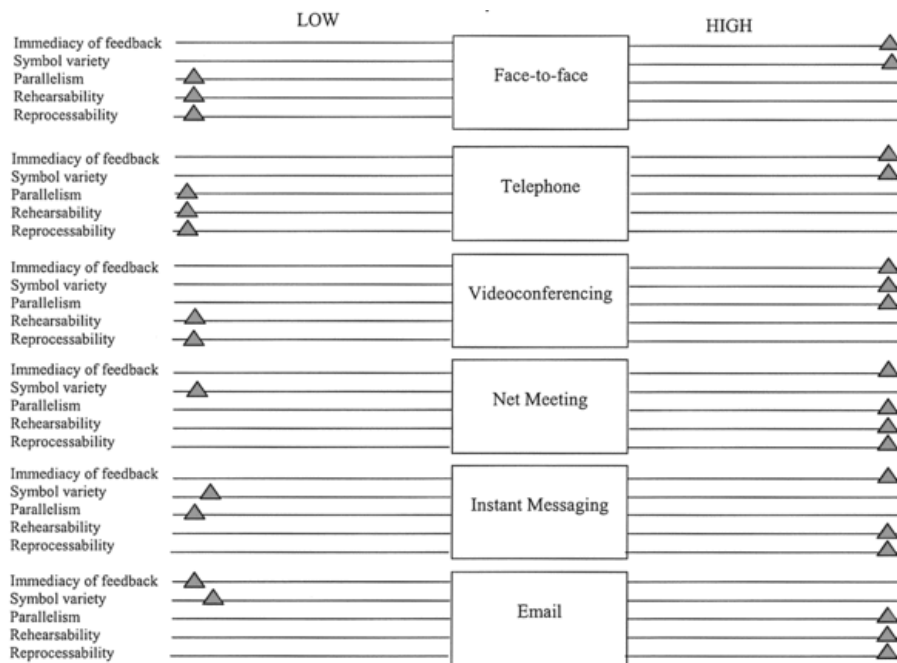 LOW
HIGH
Immediacy of feedback
Symbol variety
Parallelism
Rehearsability
Reprocessability
Face-to-face
Immediacy of feedback
Symbol variety
Parallelism
Rehearsability
Reprocessability
Telephone
Immediacy of feedback
Symbol variety
Parallelism
Rehearsability
Reprocessability
Videoconferencing
Immediacy of feedback
Symbol variety
Parallelism
Rehearsability
Reprocessability
Net Meeting
Immediacy of feedback
Symbol variety
Parallelism
Rehearsability
Reprocessability
Instant Messaging
Immediacy of feedback
Symbol variety
Parallelism
Rehearsability
Reprocessability
Email